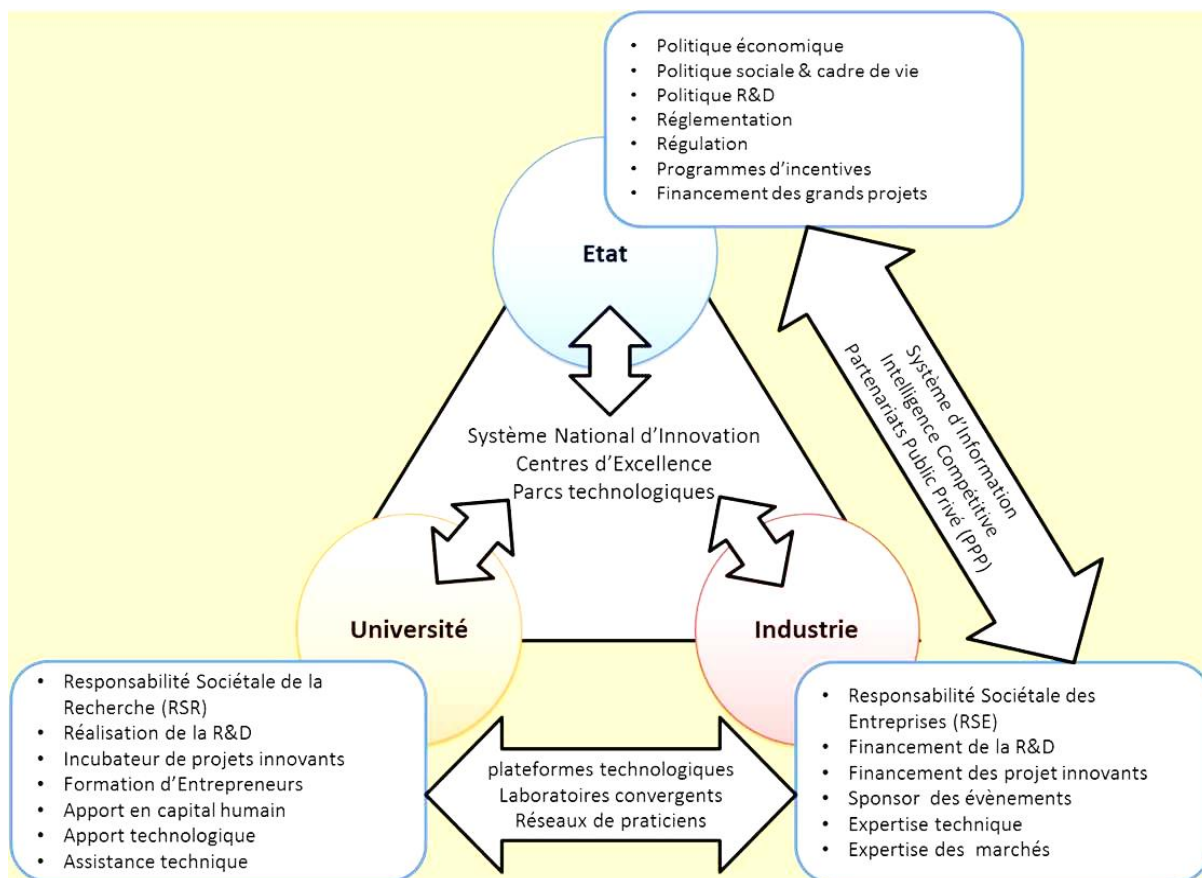 • Politique économique
• Politique sociale & cadre de vie
• Politique R&D
• Réglementation
• Régulation
• Programmes d’incentives
• Financement des grands projets
Etat
Système National d’Innovation
Centres d’Excellence
Parcs technologiques
Système d’Information
Intelligence Compétitive
Partenariats Public Privé (PPP)
Université
Industrie
• Responsabilité Sociétale de la
Recherche (RSR)
• Réalisation de la R&D
• Incubateur de projets innovants
• Formation d’Entrepreneurs
• Apport en capital humain
• Apport technologique
• Assistance technique
plateformes technologiques
Laboratoires convergents
Réseaux de praticiens
• Responsabilité Sociétale des
Entreprises (RSE)
• Financement de la R&D
• Financement des projet innovants
• Sponsor des évènements
• Expertise technique
• Expertise des marchés